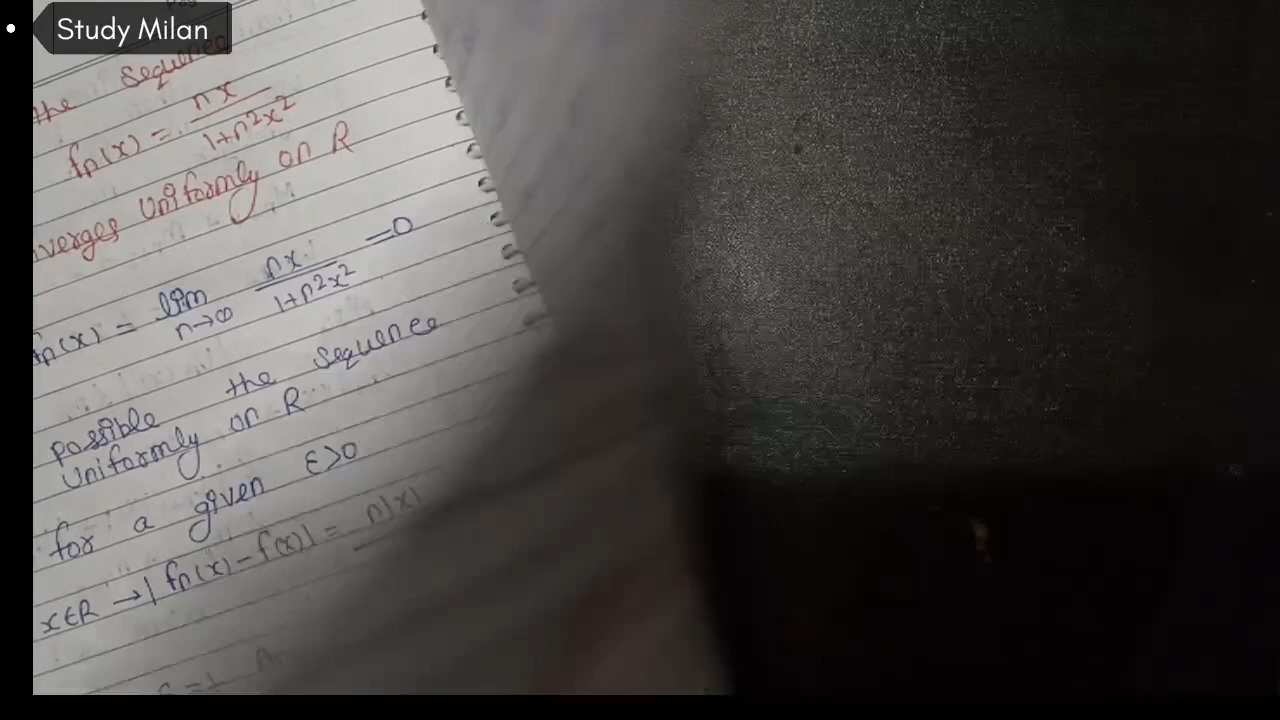 Study Milan
the sequence
fn(x) = nx / 1+n²x²
verges Uniformly on R
fn(x) = lim n→∞ nx / 1+n²x² = 0
possible the sequence
Uniformly on R
for a given ε>0
x∈R → | fn(x) - f(x)| = n|x|